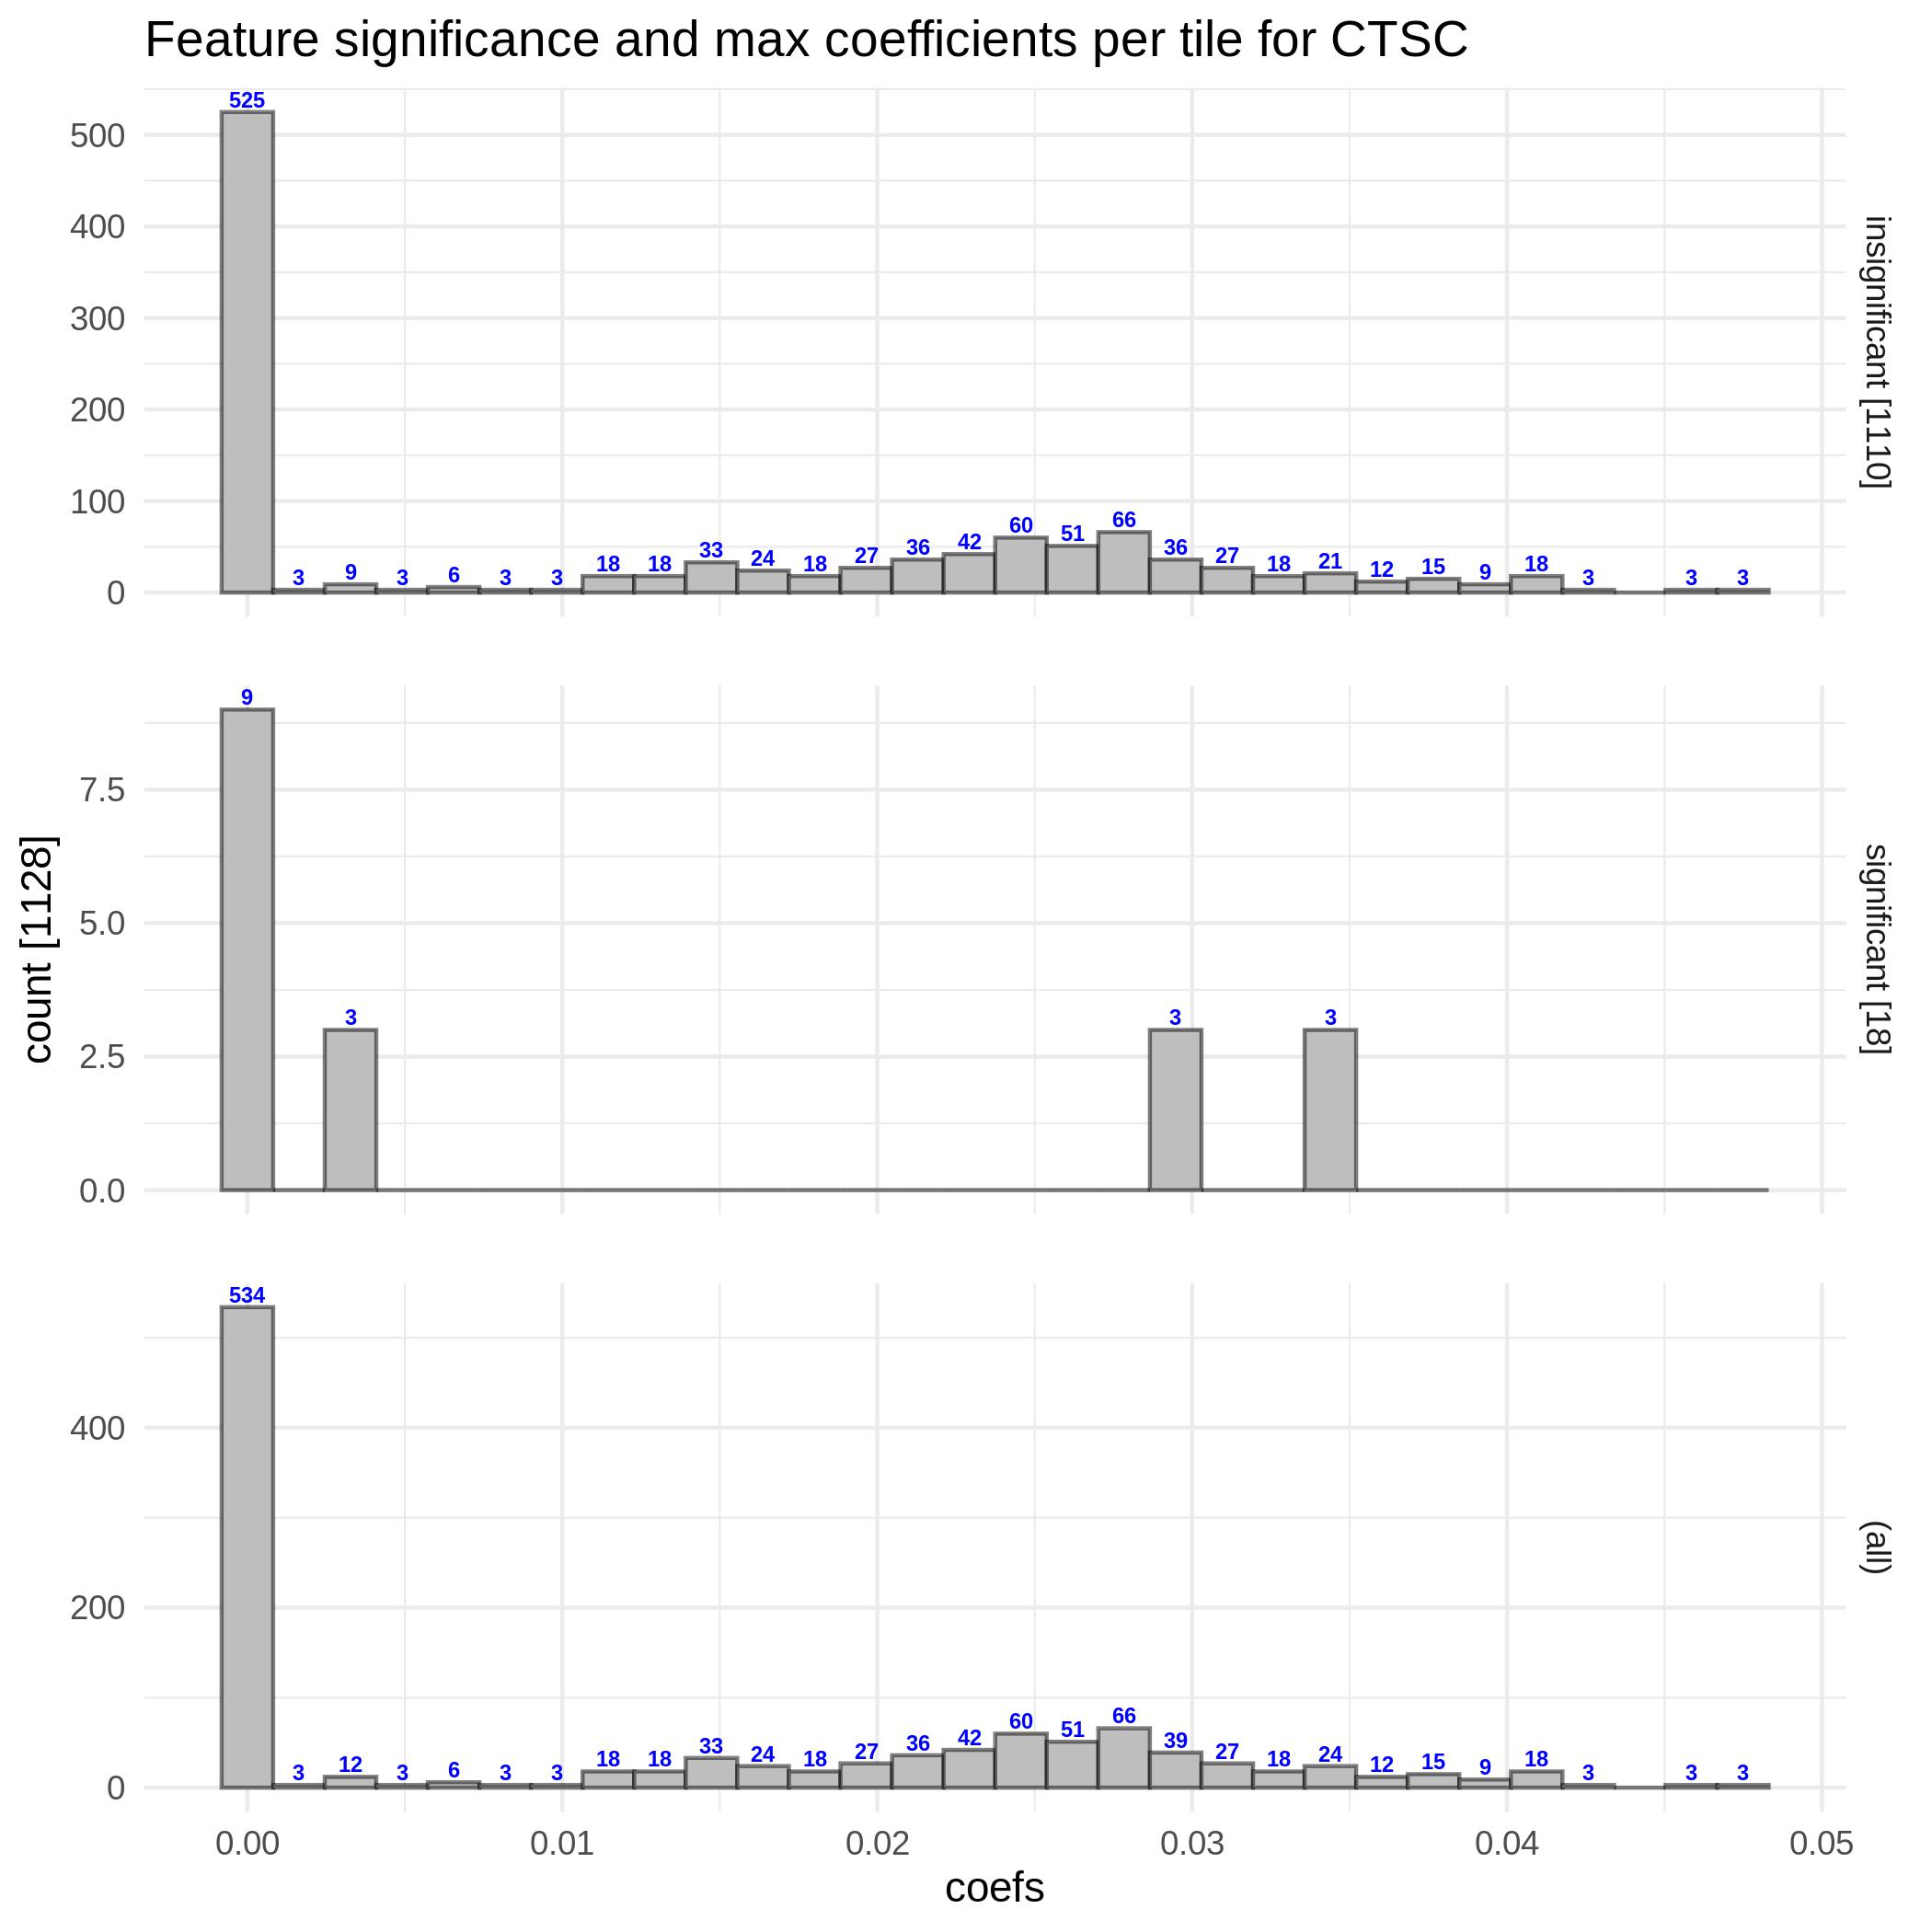 Feature significance and max coefficients per tile for CTSC
525
3 9 3 6 3 3 18 18 33 24 18 27 36 42 60 51 66 36 27 18 21 12 15 9 18 3 3 3
500
400
300
200
100
0
insignificant [1110]
9
3 3 3
7.5
5.0
2.5
0.0
significant [18]
count [1128]
534
3 12 3 6 3 3 18 18 33 24 18 27 36 42 60 51 66 39 27 18 24 12 15 9 18 3 3 3
400
200
0
(all)
0.00 0.01 0.02 0.03 0.04 0.05
coefs